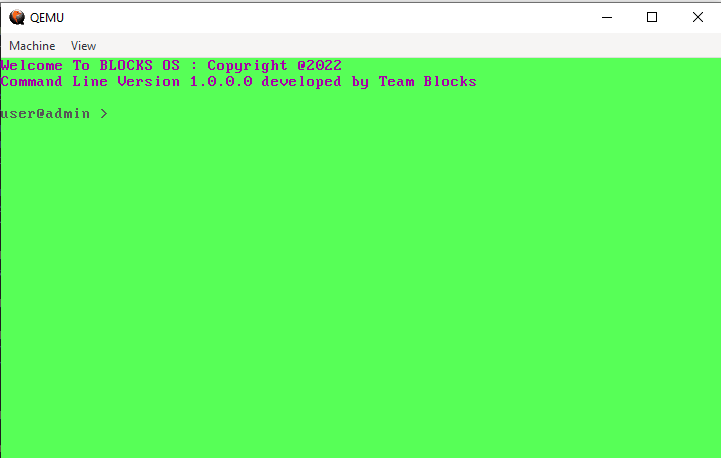 QEMU
Machine View
Welcome To BLOCKS OS : Copyright @2022
Command Line Version 1.0.0.0 developed by Team Blocks
user@admin >